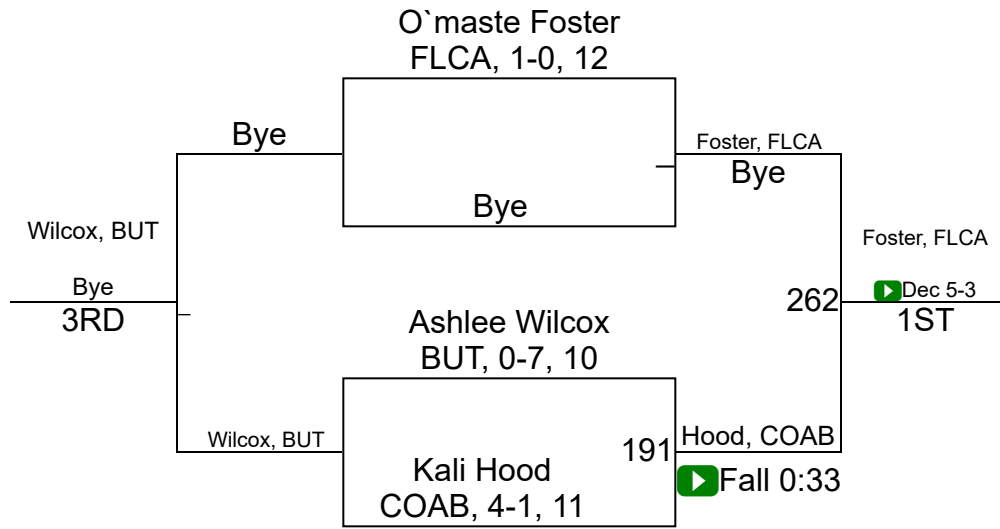 O`maste Foster
FLCA, 1-0, 12
Bye
Foster, FLCA
Bye
Bye
Wilcox, BUT
Foster, FLCA
Bye
3RD
262
Dec 5-3
1ST
Ashlee Wilcox
BUT, 0-7, 10
Wilcox, BUT
191
Hood, COAB
Kali Hood
COAB, 4-1, 11
Fall 0:33